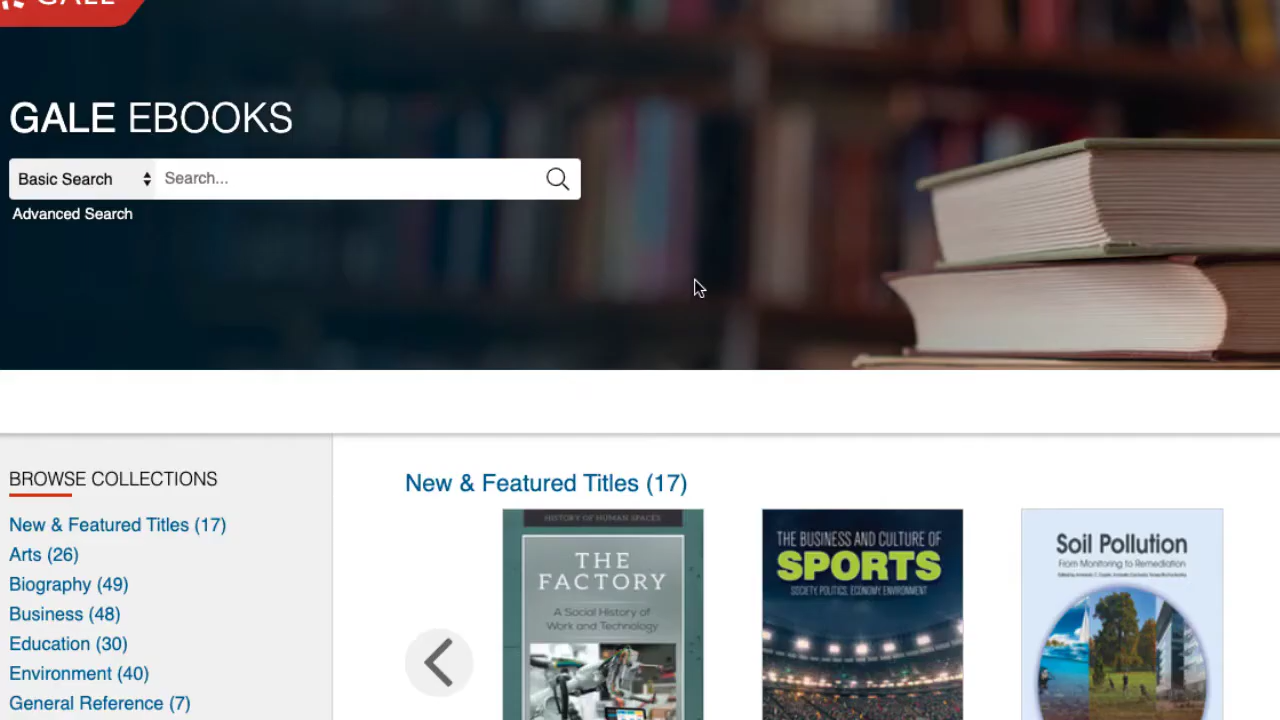 GALE
GALE EBOOKS
Basic Search
Search...
Advanced Search
BROWSE COLLECTIONS
New & Featured Titles (17)
Arts (26)
Biography (49)
Business (48)
Education (30)
Environment (40)
General Reference (7)
New & Featured Titles (17)
HISTORY OF HUMAN SPACES
THE
FACTORY
A Social History of
Work and Technology
THE BUSINESS AND CULTURE OF
SPORTS
SOCIETY, POLITICS, ECONOMY, ENVIRONMENT
Soil Pollution
From Monitoring to Remediation